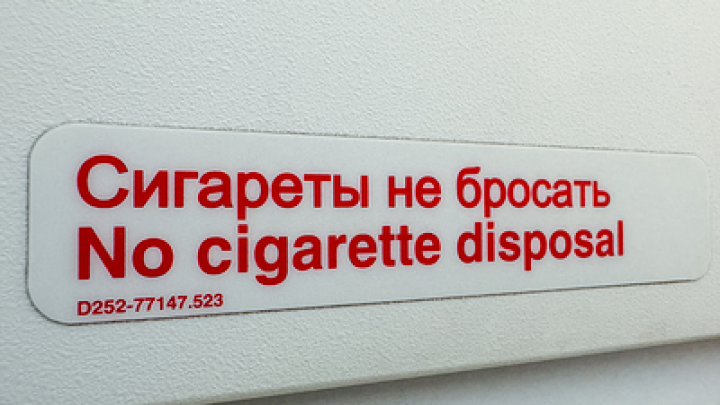 Сигареты не бросать
No cigarette disposal
D252-77147.523